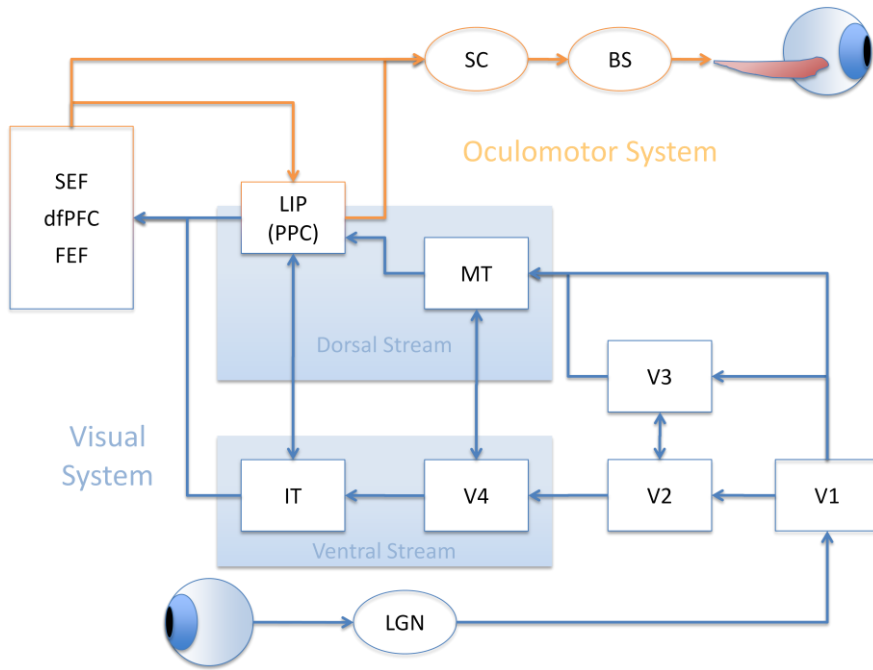 SC
BS
Oculomotor System
SEF
dfPFC
FEF
LIP
(PPC)
MT
Dorsal Stream
V3
Visual
System
IT
V4
V2
V1
Ventral Stream
LGN